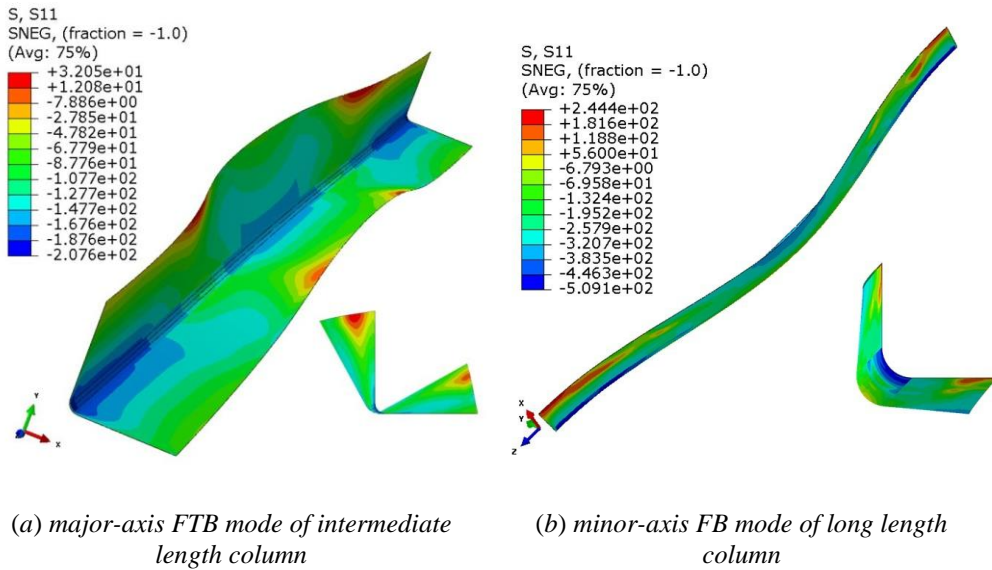 S, S11
SNEG, (fraction = -1.0)
(Avg: 75%)
+3.205e+01
+1.208e+01
-7.886e+00
-2.785e+01
-4.782e+01
-6.779e+01
-8.776e+01
-1.077e+02
-1.277e+02
-1.477e+02
-1.676e+02
-1.876e+02
-2.076e+02
Y
X
S, S11
SNEG, (fraction = -1.0)
(Avg: 75%)
+2.444e+02
+1.816e+02
+1.188e+02
+5.600e+01
-6.793e+00
-6.958e+01
-1.324e+02
-1.952e+02
-2.579e+02
-3.207e+02
-3.835e+02
-4.463e+02
-5.091e+02
X
Y
Z
(a) major-axis FTB mode of intermediate
length column
(b) minor-axis FB mode of long length
column